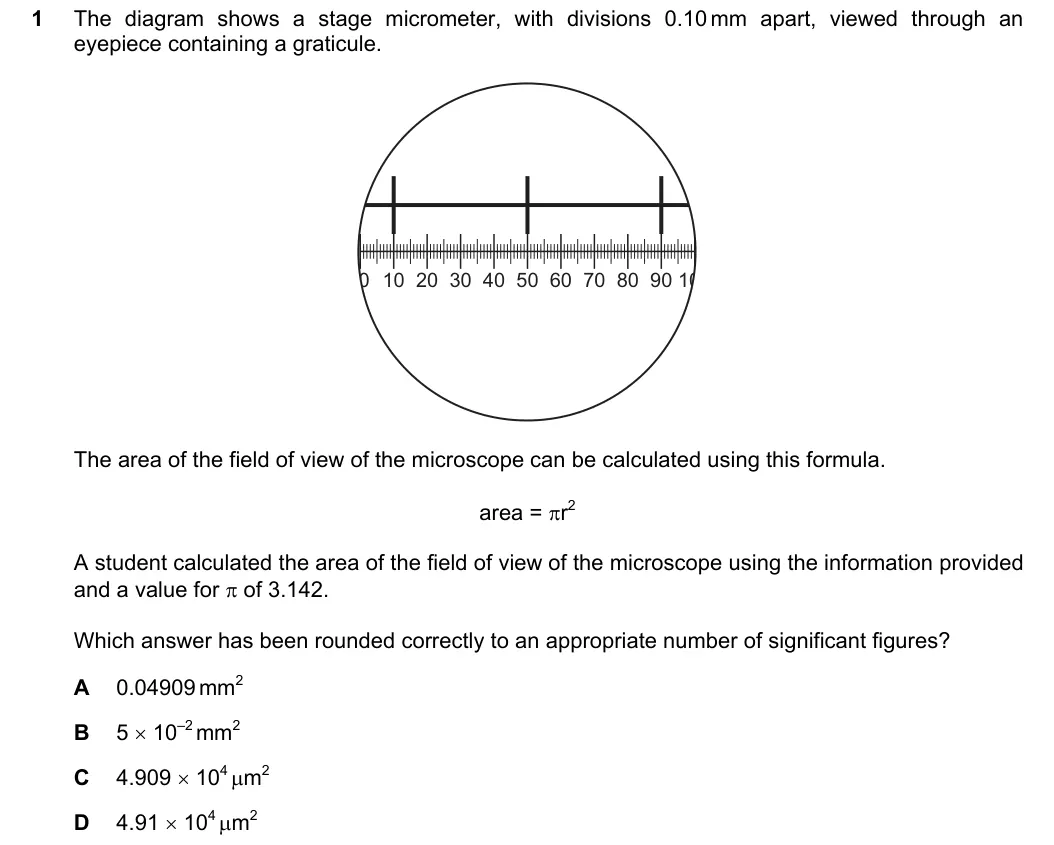 1 The diagram shows a stage micrometer, with divisions 0.10 mm apart, viewed through an
eyepiece containing a graticule.
0 10 20 30 40 50 60 70 80 90 10
The area of the field of view of the microscope can be calculated using this formula.
area = πr²
A student calculated the area of the field of view of the microscope using the information provided
and a value for π of 3.142.
Which answer has been rounded correctly to an appropriate number of significant figures?
A 0.04909 mm²
B 5 × 10⁻² mm²
C 4.909 × 10⁴ μm²
D 4.91 × 10⁴ μm²